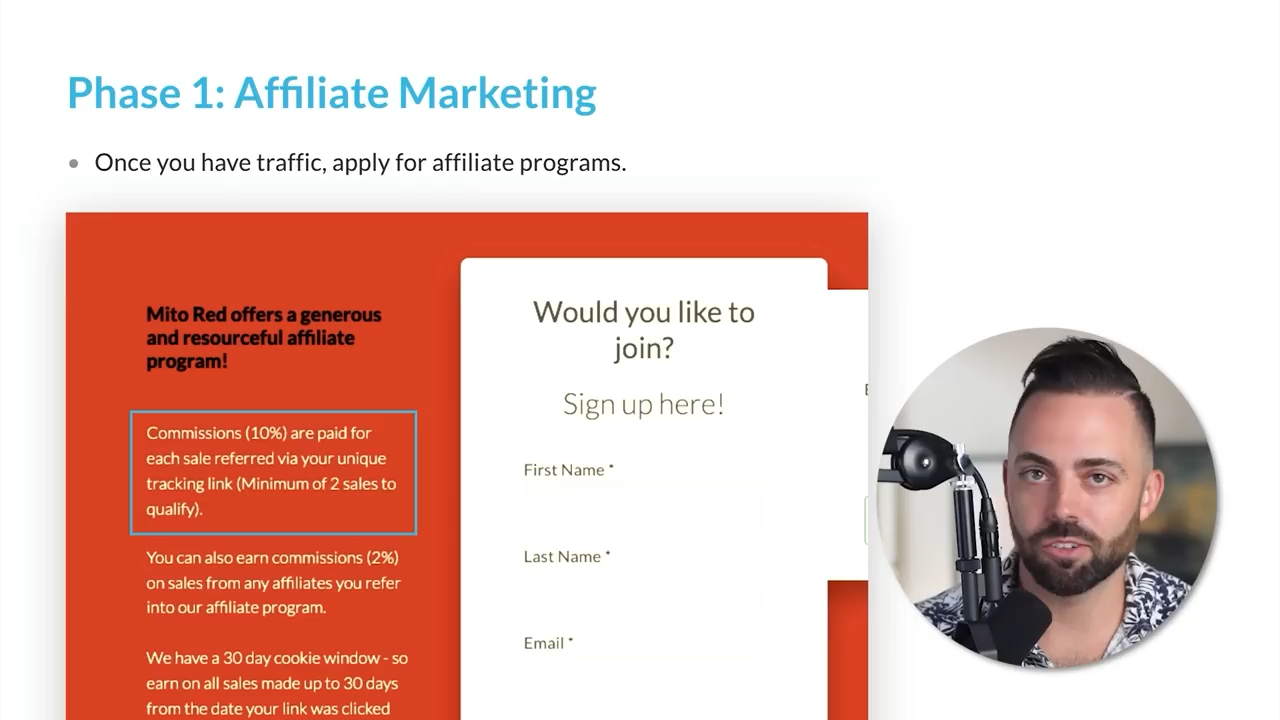 Phase 1: Affiliate Marketing
• Once you have traffic, apply for affiliate programs.
Mito Red offers a generous
and resourceful affiliate
program!
Commissions (10%) are paid for
each sale referred via your unique
tracking link (Minimum of 2 sales to
qualify).
You can also earn commissions (2%)
on sales from any affiliates you refer
into our affiliate program.
We have a 30 day cookie window - so
earn on all sales made up to 30 days
from the date your link was clicked
Would you like to
join?
Sign up here!
First Name *
Last Name *
Email *